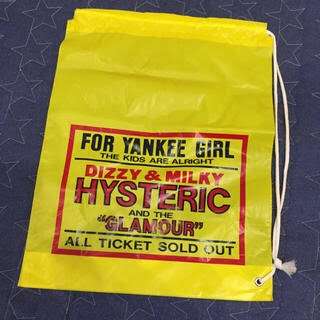 FOR YANKEE GIRL
THE KIDS ARE ALRIGHT
DIZZY & MILKY
HYSTERIC
AND THE
"GLAMOUR"
ALL TICKET SOLD OUT